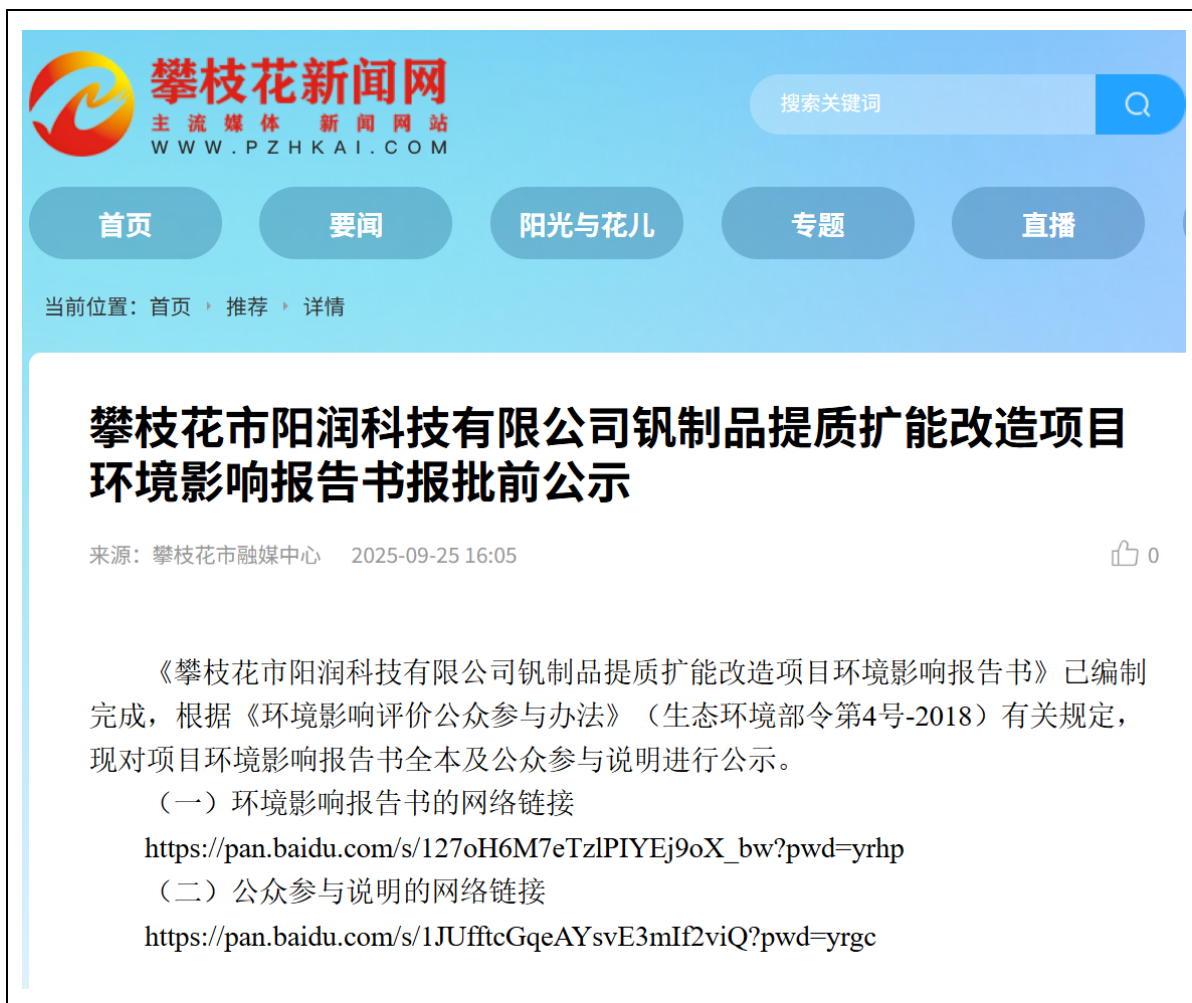 攀枝花新闻网
主流媒体 新闻网站
WWW.PZHKAI.COM
搜索关键词
首页 要闻 阳光与花儿 专题 直播
当前位置：首页 › 推荐 › 详情
攀枝花市阳润科技有限公司钒制品提质扩能改造项目
环境影响报告书报批前公示
来源：攀枝花市融媒中心 2025-09-25 16:05
0
《攀枝花市阳润科技有限公司钒制品提质扩能改造项目环境影响报告书》已编制
完成，根据《环境影响评价公众参与办法》（生态环境部令第4号-2018）有关规定，
现对项目环境影响报告书全本及公众参与说明进行公示。
（一）环境影响报告书的网络链接
https://pan.baidu.com/s/127oH6M7eTzlPIYEj9oX_bw?pwd=yrhp
（二）公众参与说明的网络链接
https://pan.baidu.com/s/1JUfftcGqeAYsvE3mIf2viQ?pwd=yrgc